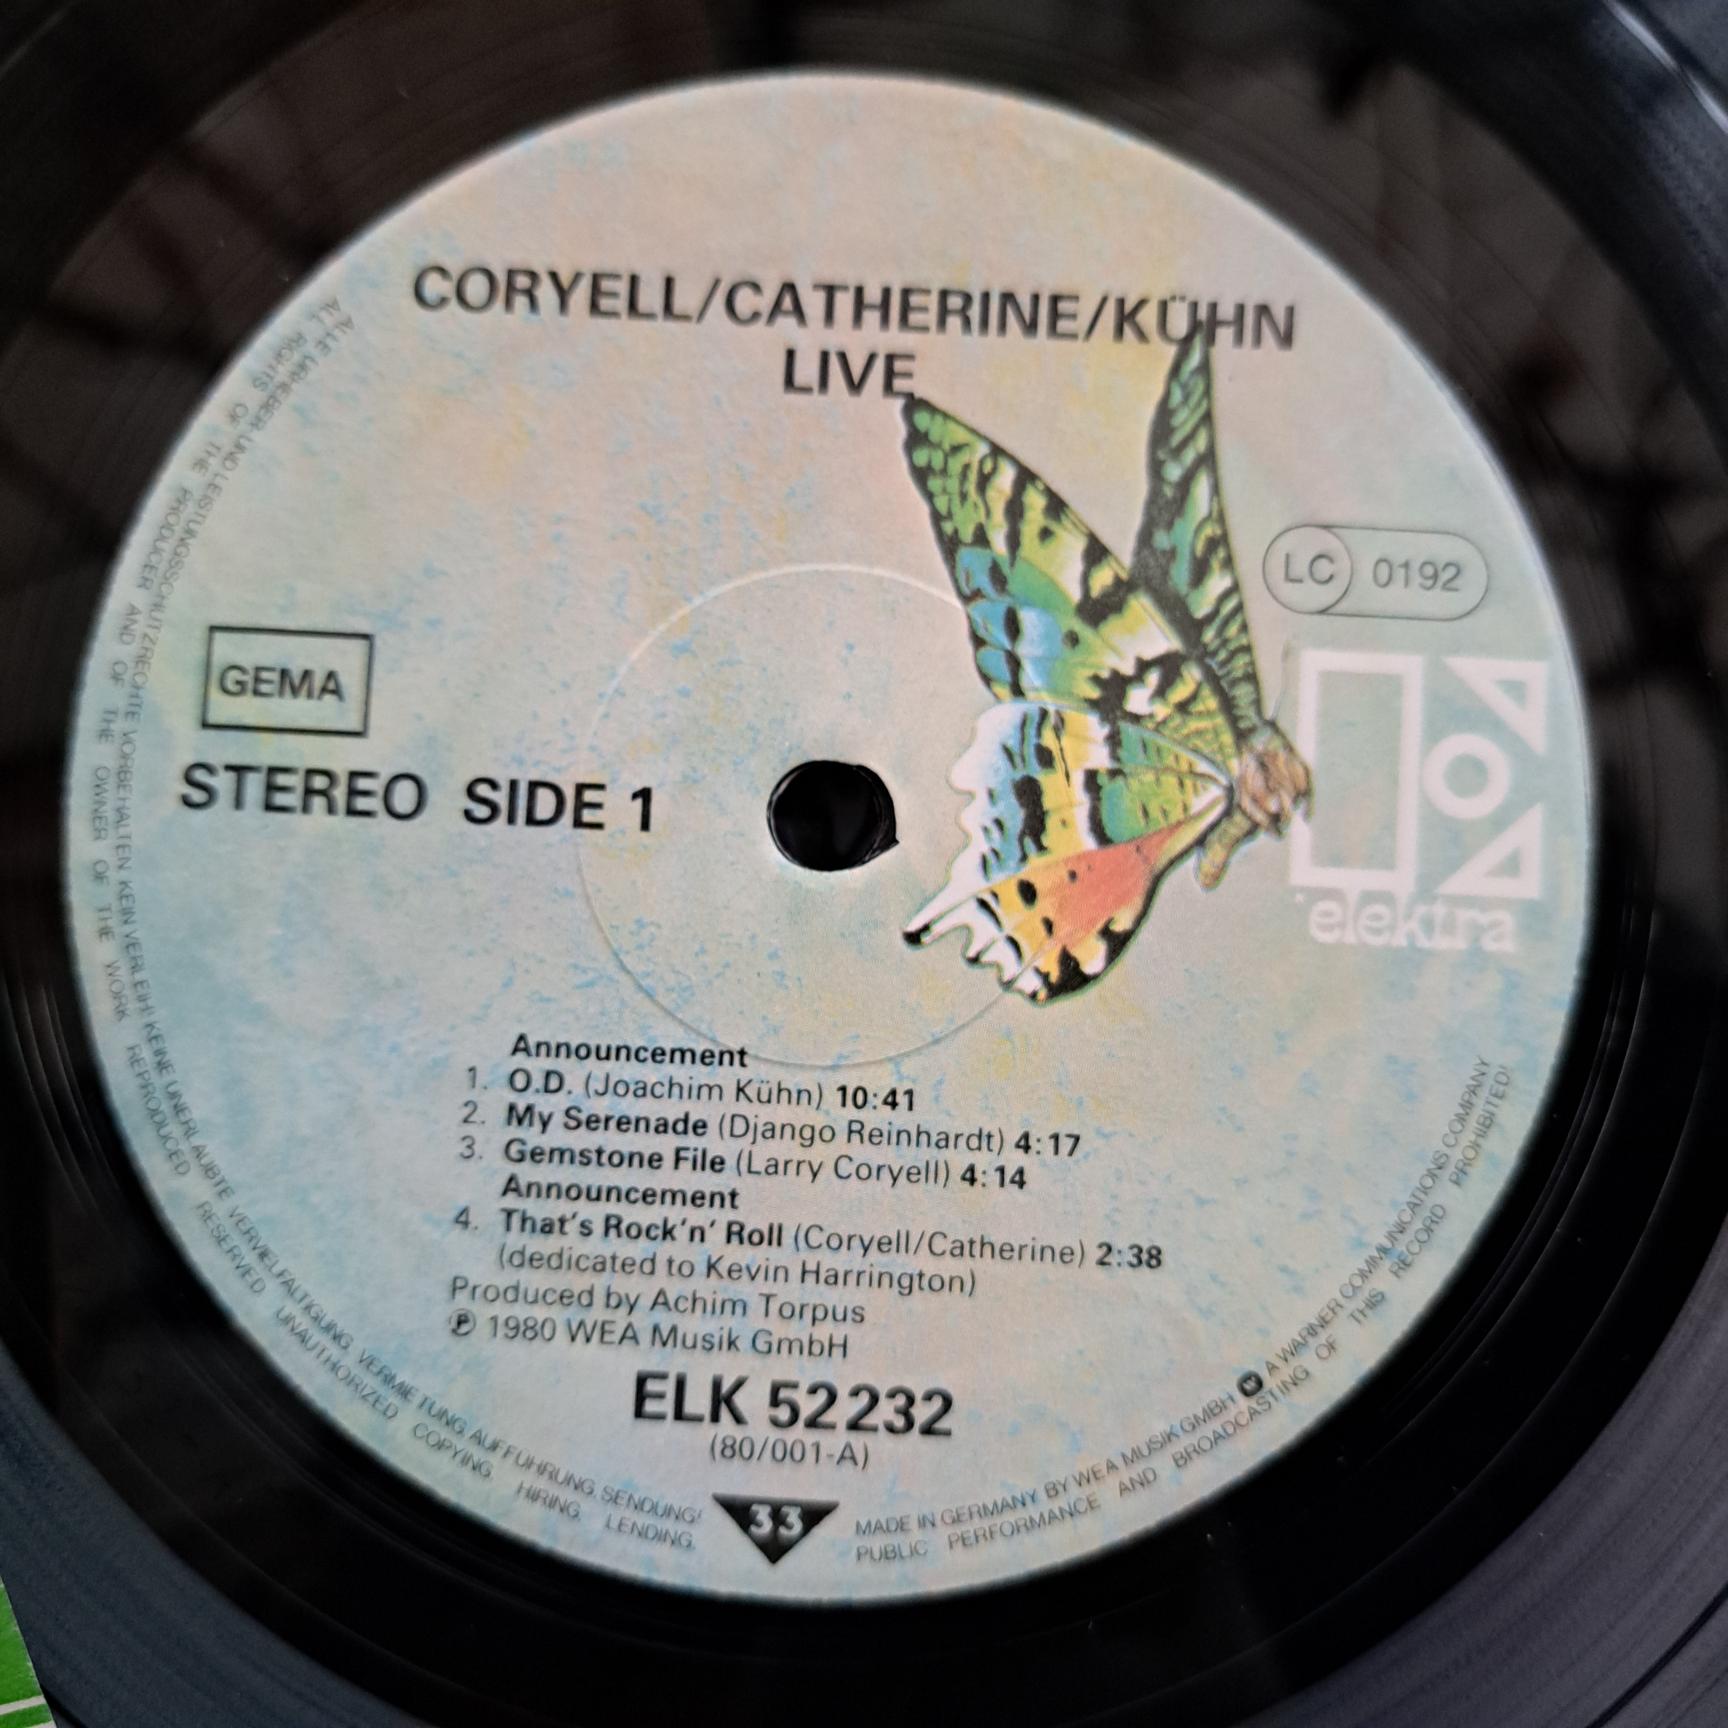 CORYELL/CATHERINE/KÜHN
LIVE
LC 0192
GEMA
STEREO SIDE 1
elektra
Announcement
1. O.D. (Joachim Kühn) 10:41
2. My Serenade (Django Reinhardt) 4:17
3. Gemstone File (Larry Coryell) 4:14
Announcement
4. That's Rock'n' Roll (Coryell/Catherine) 2:38
(dedicated to Kevin Harrington)
Produced by Achim Torpus
℗ 1980 WEA Musik GmbH
ELK 52232
(80/001-A)
33
ALLE URHEBER UND LEISTUNGSSCHUTZRECHTE VORBEHALTEN KEIN VERLEIH! KEINE UNERLAUBTE VERVIELFÄLTIGUNG, VERMIETUNG, AUFFÜHRUNG, SENDUNG!
ALL RIGHTS OF THE PRODUCER AND OF THE OWNER OF THE WORK REPRODUCED RESERVED UNAUTHORIZED COPYING, HIRING, LENDING,
MADE IN GERMANY BY WEA MUSIK GMBH A WARNER COMMUNICATIONS COMPANY
PUBLIC PERFORMANCE AND BROADCASTING OF THIS RECORD PROHIBITED!